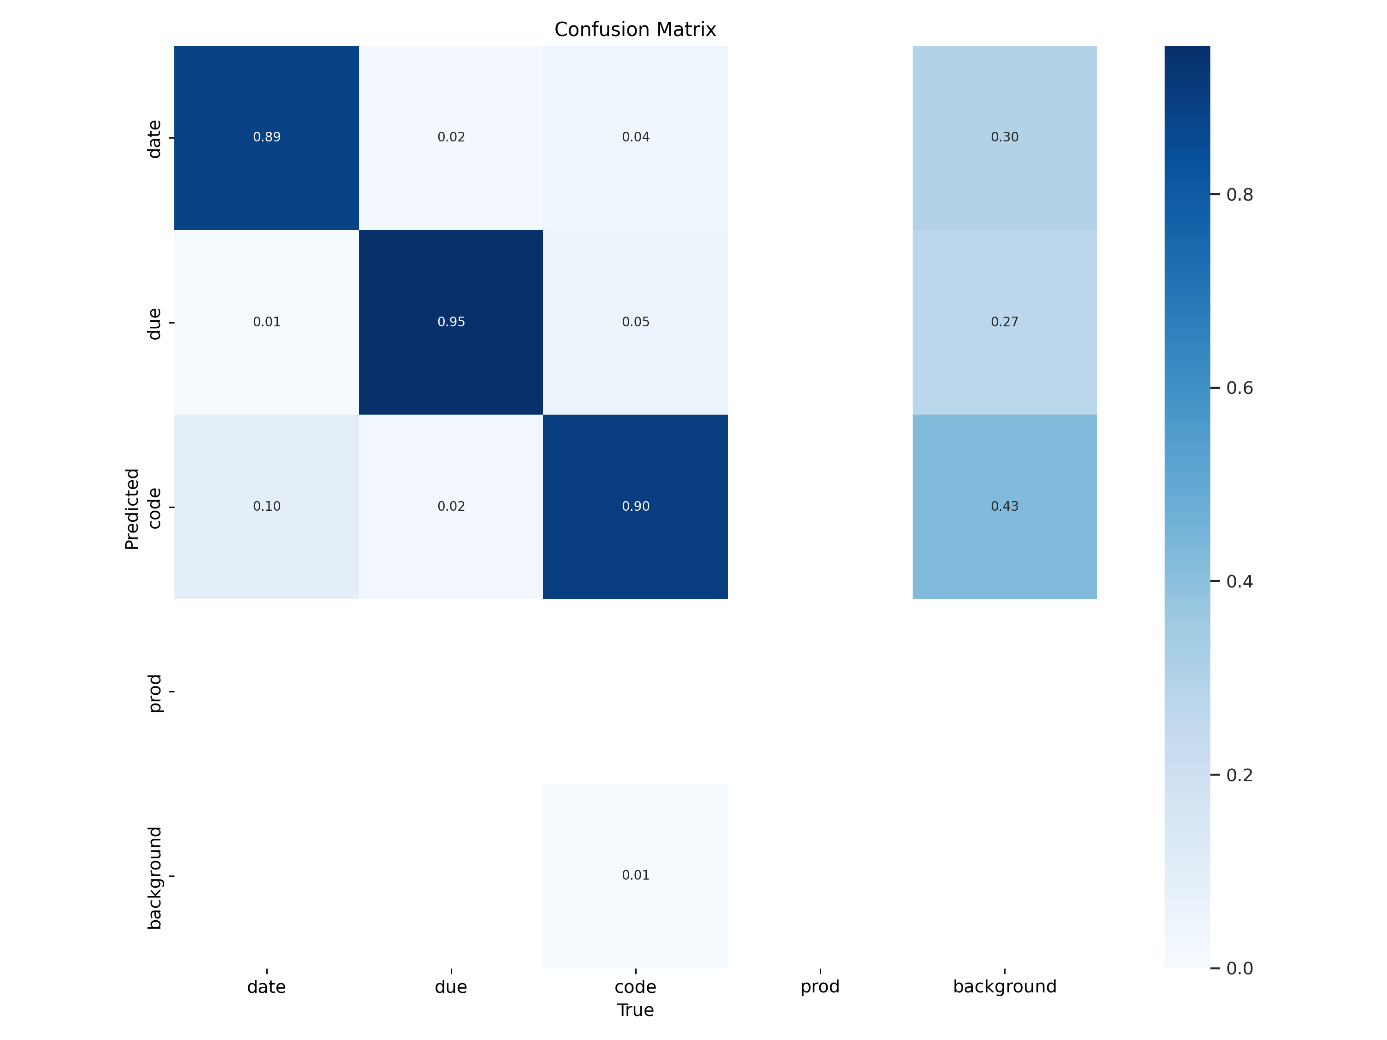 Confusion Matrix
date 0.89 0.02 0.04 0.30
0.8
due 0.01 0.95 0.05 0.27
0.6
Predicted
code 0.10 0.02 0.90 0.43
0.4
prod
0.2
background 0.01
0.0
date due code prod background
True